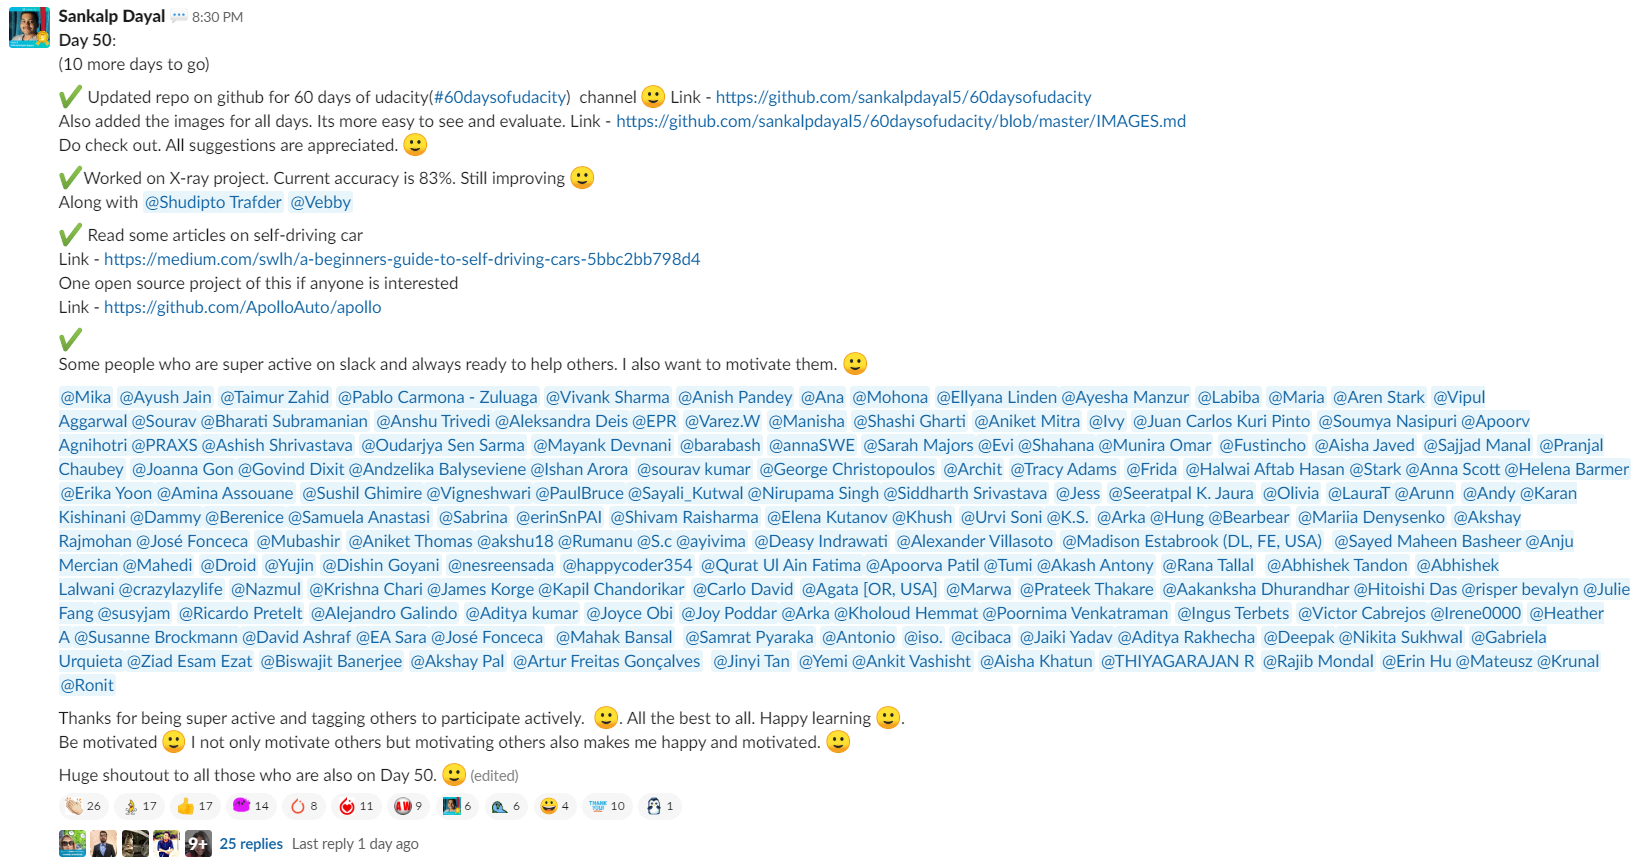 Sankalp Dayal 8:30 PM
Day 50:
(10 more days to go)
Updated repo on github for 60 days of udacity(#60daysofudacity) channel Link - https://github.com/sankalpdayal5/60daysofudacity
Also added the images for all days. Its more easy to see and evaluate. Link - https://github.com/sankalpdayal5/60daysofudacity/blob/master/IMAGES.md
Do check out. All suggestions are appreciated.
Worked on X-ray project. Current accuracy is 83%. Still improving
Along with @Shudipto Trafder @Vebby
Read some articles on self-driving car
Link - https://medium.com/swlh/a-beginners-guide-to-self-driving-cars-5bbc2bb798d4
One open source project of this if anyone is interested
Link - https://github.com/ApolloAuto/apollo
Some people who are super active on slack and always ready to help others. I also want to motivate them.
@Mika @Ayush Jain @Taimur Zahid @Pablo Carmona - Zuluaga @Vivank Sharma @Anish Pandey @Ana @Mohona @Ellyana Linden @Ayesha Manzur @Labiba @Maria @Aren Stark @Vipul
Aggarwal @Sourav @Bharati Subramanian @Anshu Trivedi @Aleksandra Deis @EPR @Varez.W @Manisha @Shashi Gharti @Aniket Mitra @Ivy @Juan Carlos Kuri Pinto @Soumya Nasipuri @Apoorv
Agnihotri @PRAXS @Ashish Shrivastava @Oudarjya Sen Sarma @Mayank Devnani @barabash @annaSWE @Sarah Majors @Evi @Shahana @Munira Omar @Fustincho @Aisha Javed @Sajjad Manal @Pranjal
Chaubey @Joanna Gon @Govind Dixit @Andzelika Balyseviene @Ishan Arora @sourav kumar @George Christopoulos @Archit @Tracy Adams @Frida @Halwai Aftab Hasan @Stark @Anna Scott @Helena Barmer
@Erika Yoon @Amina Assouane @Sushil Ghimire @Vigneshwari @PaulBruce @Sayali_Kutwal @Nirupama Singh @Siddharth Srivastava @Jess @Seeratpal K. Jaura @Olivia @LauraT @Arunn @Andy @Karan
Kishinani @Dammy @Berenice @Samuela Anastasi @Sabrina @erinSnPAI @Shivam Raisharma @Elena Kutanov @Khush @Urvi Soni @K.S. @Arka @Hung @Bearbear @Mariia Denysenko @Akshay
Rajmohan @José Fonceca @Mubashir @Aniket Thomas @akshu18 @Rumanu @S.c @ayivima @Deasy Indrawati @Alexander Villasoto @Madison Estabrook (DL, FE, USA) @Sayed Maheen Basheer @Anju
Mercian @Mahedi @Droid @Yujin @Dishin Goyani @nesreensada @happycoder354 @Qurat Ul Ain Fatima @Apoorva Patil @Tumi @Akash Antony @Rana Tallal @Abhishek Tandon @Abhishek
Lalwani @crazylazylife @Nazmul @Krishna Chari @James Korge @Kapil Chandorikar @Carlo David @Agata [OR, USA] @Marwa @Prateek Thakare @Aakanksha Dhurandhar @Hitoishi Das @risper bevalyn @Julie
Fang @susyjam @Ricardo Pretelt @Alejandro Galindo @Aditya kumar @Joyce Obi @Joy Poddar @Arka @Kholoud Hemmat @Poornima Venkatraman @Ingus Terbets @Victor Cabrejos @Irene0000 @Heather
A @Susanne Brockmann @David Ashraf @EA Sara @José Fonceca @Mahak Bansal @Samrat Pyaraka @Antonio @iso. @cibaca @Jaiki Yadav @Aditya Rakhecha @Deepak @Nikita Sukhwal @Gabriela
Urquieta @Ziad Esam Ezat @Biswajit Banerjee @Akshay Pal @Artur Freitas Gonçalves @Jinyi Tan @Yemi @Ankit Vashisht @Aisha Khatun @THIYAGARAJAN R @Rajib Mondal @Erin Hu @Mateusz @Krunal
@Ronit
Thanks for being super active and tagging others to participate actively. . All the best to all. Happy learning .
Be motivated I not only motivate others but motivating others also makes me happy and motivated.
Huge shoutout to all those who are also on Day 50. (edited)
26 17 17 14 8 11 9 6 6 4 THANK YOU! 10 1
9+ 25 replies Last reply 1 day ago